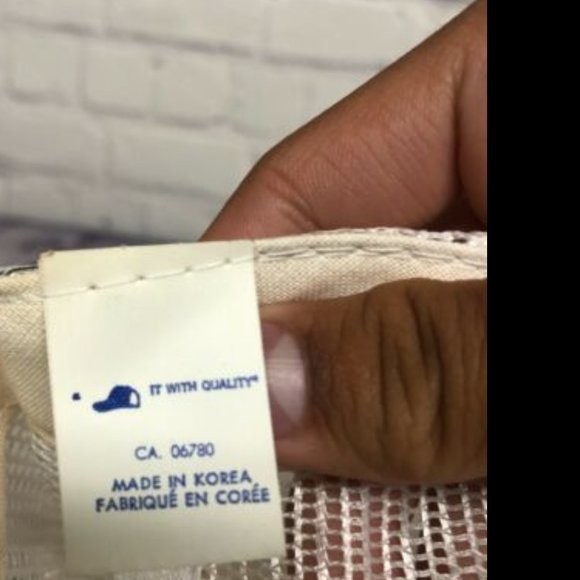 IT WITH QUALITY"
CA. 06780
MADE IN KOREA
FABRIQUÉ EN CORÉE